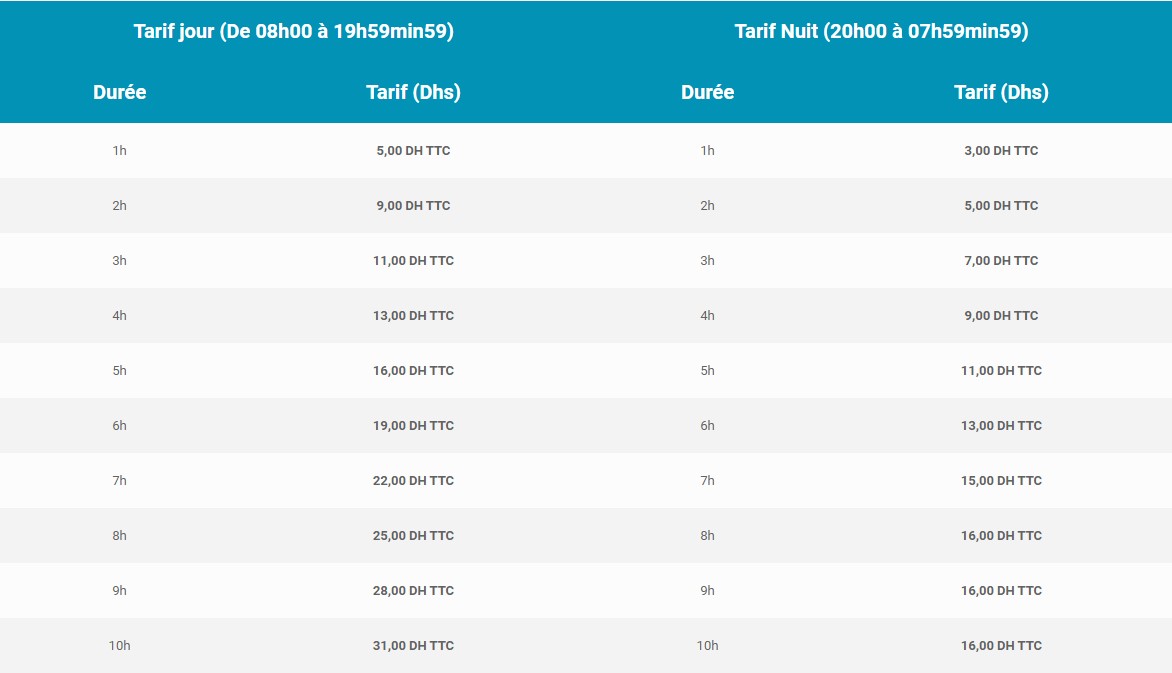 Tarif jour (De 08h00 à 19h59min59) Tarif Nuit (20h00 à 07h59min59)
Durée Tarif (Dhs) Durée Tarif (Dhs)
1h 5,00 DH TTC 1h 3,00 DH TTC
2h 9,00 DH TTC 2h 5,00 DH TTC
3h 11,00 DH TTC 3h 7,00 DH TTC
4h 13,00 DH TTC 4h 9,00 DH TTC
5h 16,00 DH TTC 5h 11,00 DH TTC
6h 19,00 DH TTC 6h 13,00 DH TTC
7h 22,00 DH TTC 7h 15,00 DH TTC
8h 25,00 DH TTC 8h 16,00 DH TTC
9h 28,00 DH TTC 9h 16,00 DH TTC
10h 31,00 DH TTC 10h 16,00 DH TTC